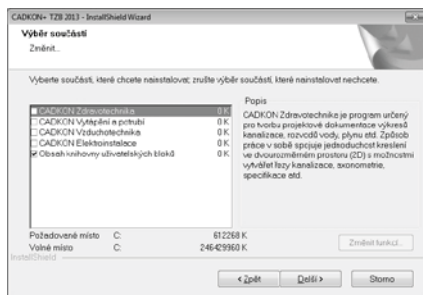 CADKON+ TZB 2013 - InstallShield Wizard
Výběr součástí
Změnit...
Vyberte součásti, které chcete nainstalovat; zrušte výběr součástí, které nainstalovat nechcete.
CADKON Zdravotechnika 0 K
CADKON Vytápění a potrubí 0 K
CADKON Vzduchotechnika 0 K
CADKON Elektroinstalace 0 K
Obsah knihovny uživatelských bloků 0 K
Popis
CADKON Zdravotechnika je program určený
pro tvorbu projektové dokumentace výkresů
kanalizace, rozvodů vody, plynu atd. Způsob
práce v sobě spojuje jednoduchost kreslení
ve dvourozměrném prostoru (2D) s možnostmi
vytvářet řezy kanalizace, axonometrie,
specifikace atd.
Požadované místo C: 612268 K
Volné místo C: 246429960 K
Změnit funkci...
InstallShield
< Zpět
Další >
Storno